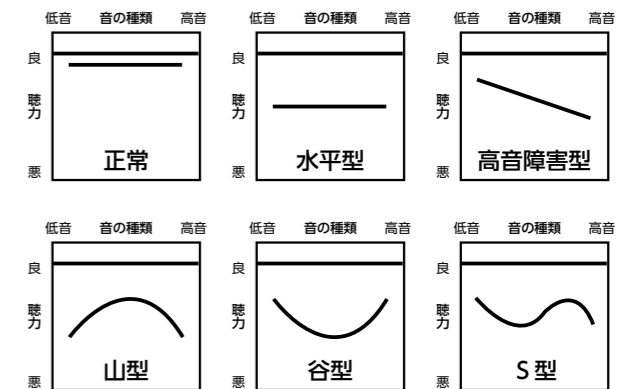 低音 音の種類 高音
良
聴力
悪
正常
低音 音の種類 高音
良
聴力
悪
水平型
低音 音の種類 高音
良
聴力
悪
高音障害型
低音 音の種類 高音
良
聴力
悪
山型
低音 音の種類 高音
良
聴力
悪
谷型
低音 音の種類 高音
良
聴力
悪
S型